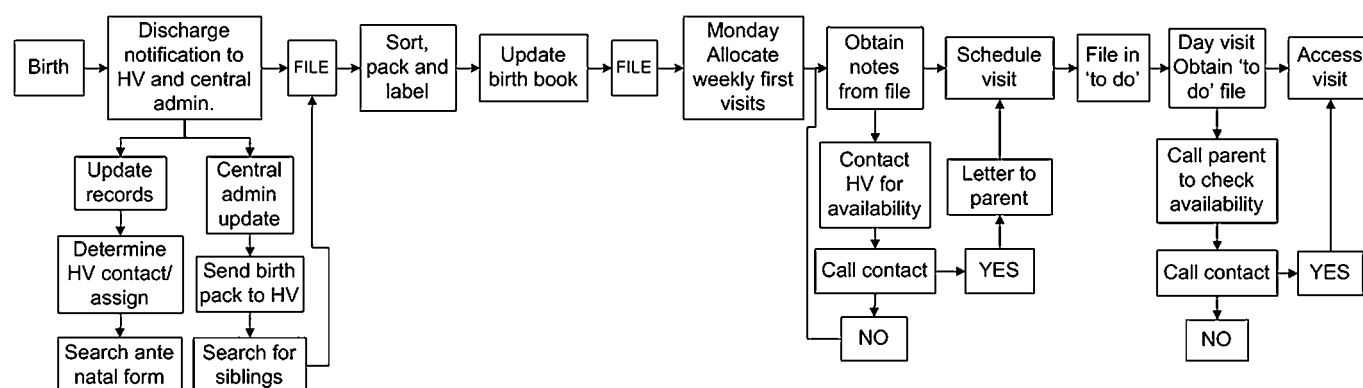 Birth
Discharge
notification to
HV and central
admin.
FILE
Sort,
pack and
label
Update
birth book
FILE
Monday
Allocate
weekly first
visits
Obtain
notes
from file
Schedule
visit
File in
‘to do’
Day visit
Obtain ‘to
do’ file
Access
visit
Update
records
Central
admin
update
Contact
HV for
availability
Letter to
parent
Call parent
to check
availability
Determine
HV contact/
assign
Send birth
pack to HV
Call contact
YES
Call contact
YES
Search ante
natal form
Search for
siblings
NO
NO